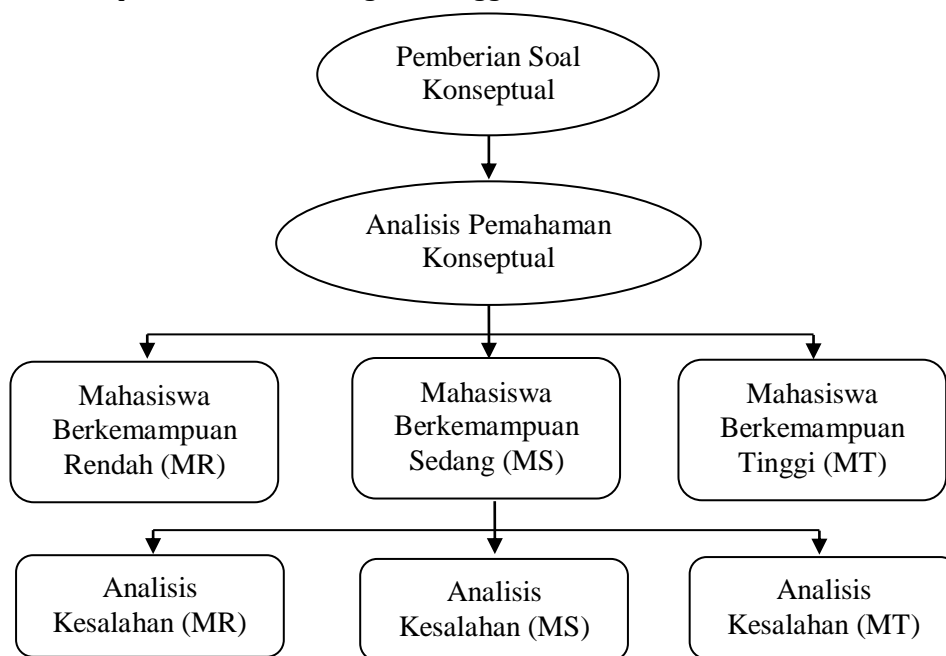 Pemberian Soal
Konseptual
Analisis Pemahaman
Konseptual
Mahasiswa
Berkemampuan
Rendah (MR)
Mahasiswa
Berkemampuan
Sedang (MS)
Mahasiswa
Berkemampuan
Tinggi (MT)
Analisis
Kesalahan (MR)
Analisis
Kesalahan (MS)
Analisis
Kesalahan (MT)